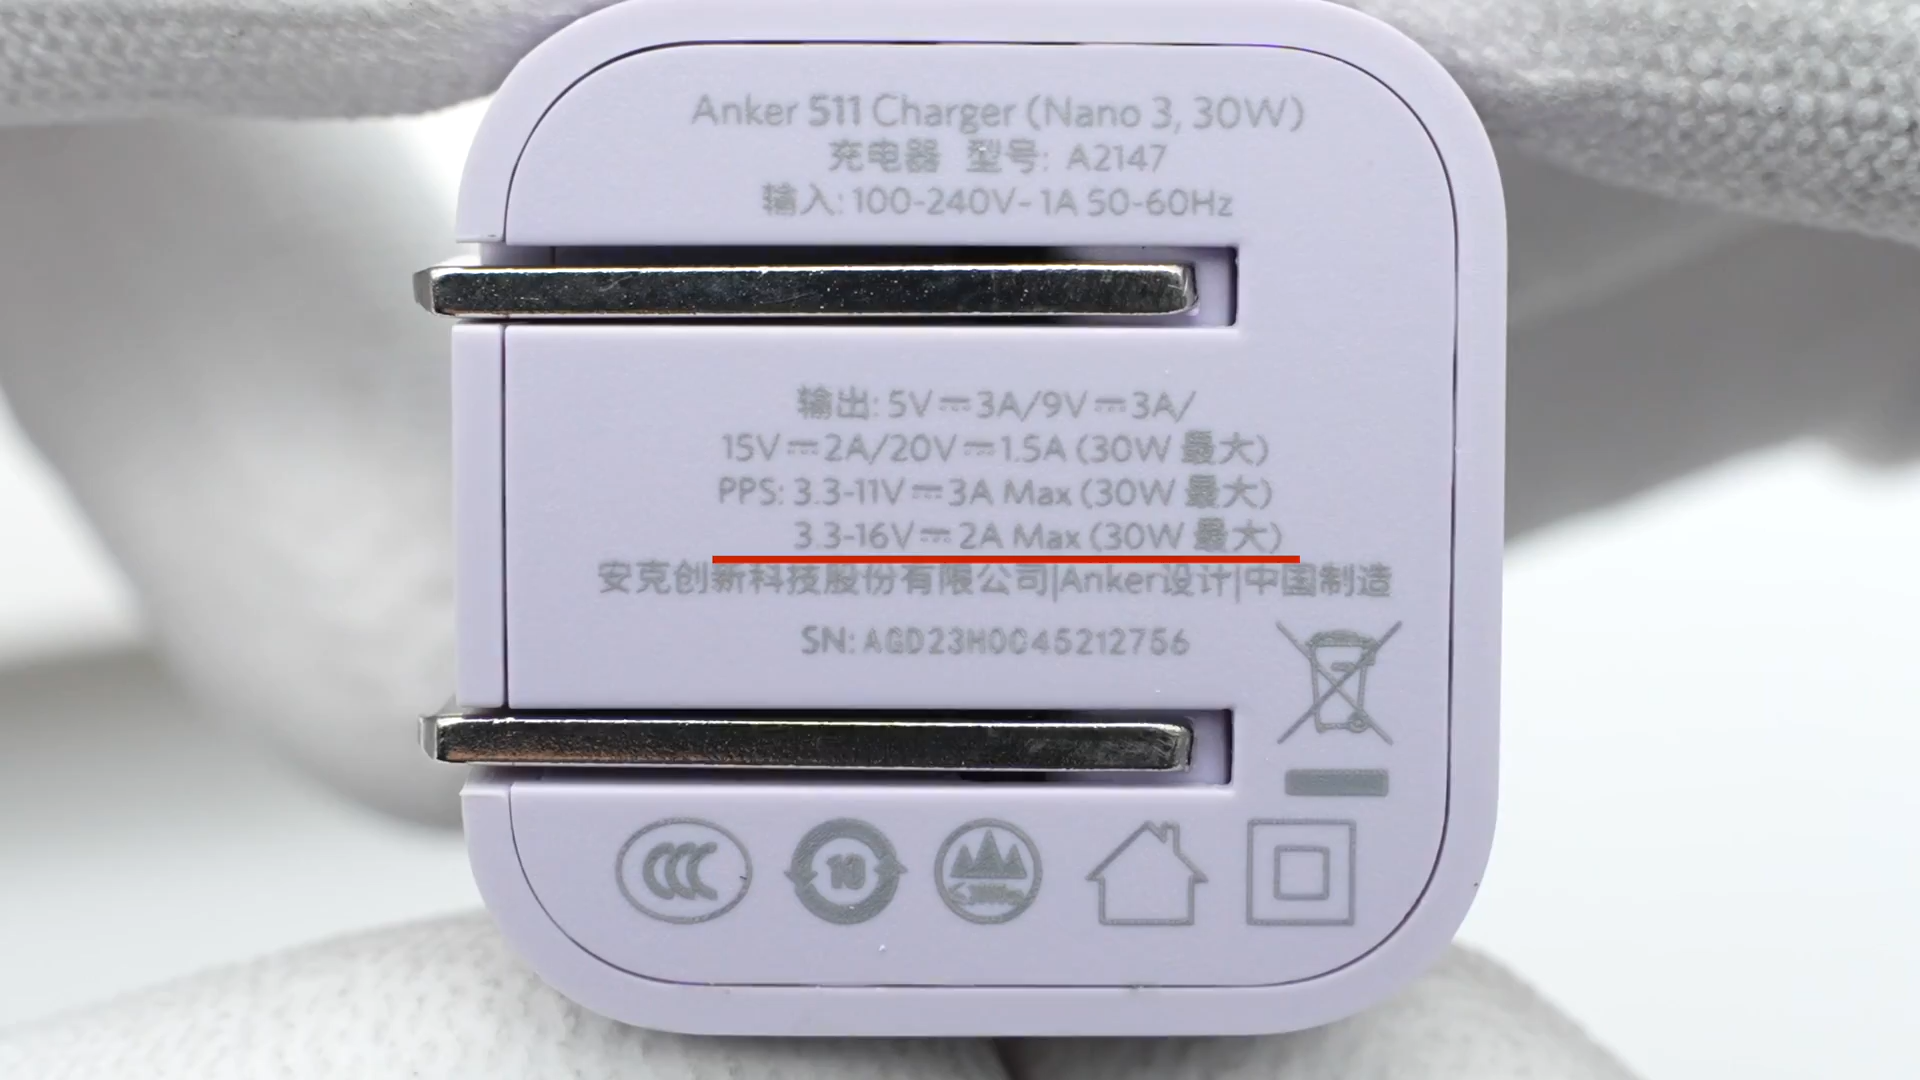 Anker 511 Charger (Nano 3, 30W)
充电器 型号: A2147
输入: 100-240V~1A 50-60Hz
输出: 5V⎓3A/9V⎓3A/
15V⎓2A/20V⎓1.5A (30W 最大)
PPS: 3.3-11V⎓3A Max (30W 最大)
3.3-16V⎓2A Max (30W 最大)
安克创新科技股份有限公司|Anker设计|中国制造
SN: AGD23H0045212756
10